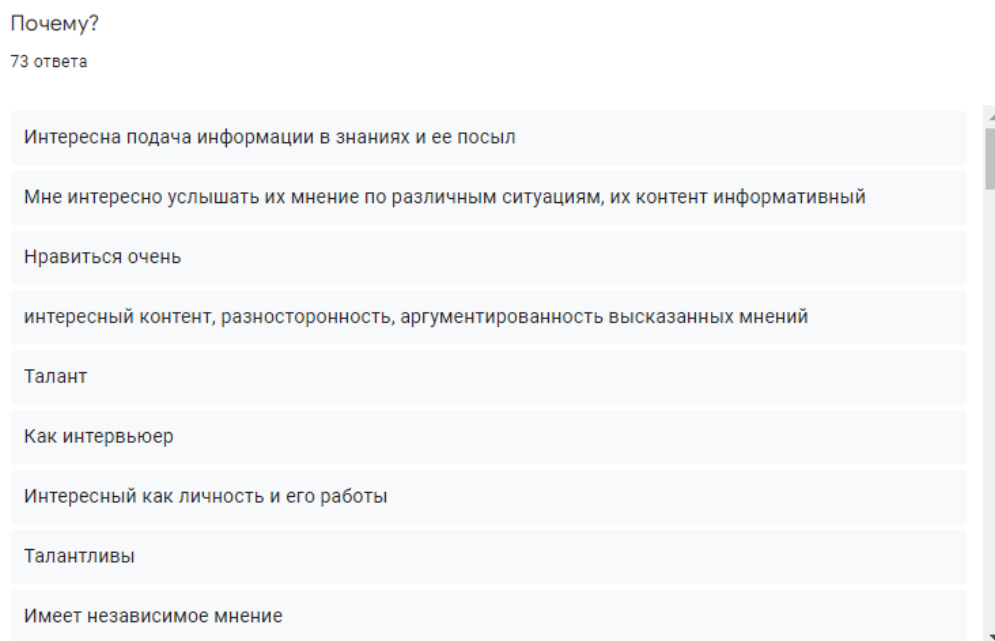 Почему?
73 ответа
Интересна подача информации в знаниях и ее посыл
Мне интересно услышать их мнение по различным ситуациям, их контент информативный
Нравиться очень
интересный контент, разносторонность, аргументированность высказанных мнений
Талант
Как интервьюер
Интересный как личность и его работы
Талантливы
Имеет независимое мнение